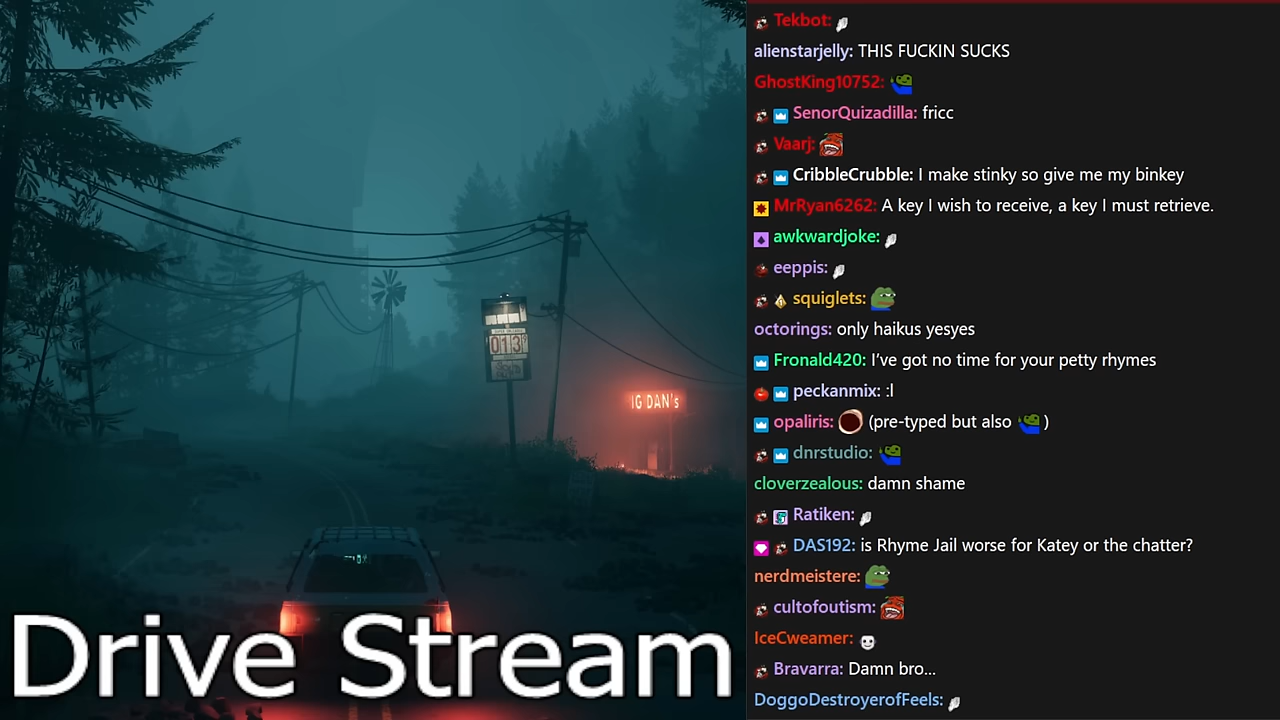 IG DAN's
013
Drive Stream
Tekbot:
alienstarjelly: THIS FUCKIN SUCKS
GhostKing10752:
SenorQuizadilla: fricc
Vaarj:
CribbleCrubble: I make stinky so give me my binkey
MrRyan6262: A key I wish to receive, a key I must retrieve.
awkwardjoke:
eeppis:
squiglets:
octorings: only haikus yesyes
Fronald420: I’ve got no time for your petty rhymes
peckanmix: :l
opaliris: (pre-typed but also )
dnrstudio:
cloverzealous: damn shame
Ratiken:
DAS192: is Rhyme Jail worse for Katey or the chatter?
nerdmeistere:
cultofoutism:
IceCweamer:
Bravarra: Damn bro...
DoggoDestroyerofFeels: